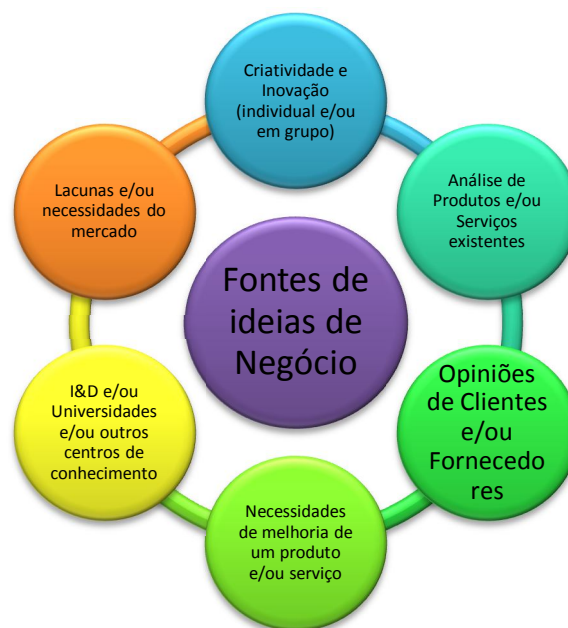 Criatividade e
Inovação
(individual e/ou
em grupo)
Análise de
Produtos e/ou
Serviços
existentes
Opiniões
de Clientes
e/ou
Fornecedo
res
Necessidades
de melhoria de
um produto
e/ou serviço
I&D e/ou
Universidades
e/ou outros
centros de
conhecimento
Lacunas e/ou
necessidades do
mercado
Fontes de
ideias de
Negócio